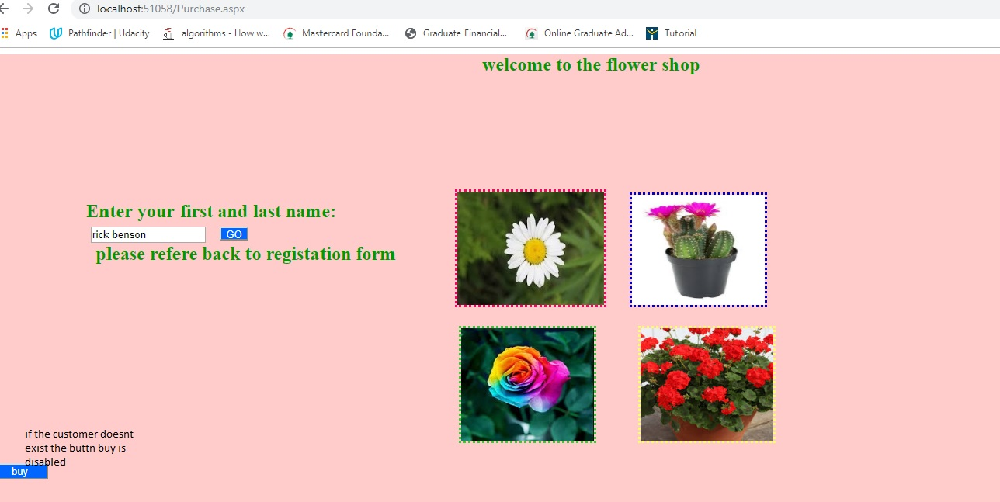 localhost:51058/Purchase.aspx
Apps Pathfinder | Udacity algorithms - How w... Mastercard Founda... Graduate Financial... Online Graduate Ad... Tutorial
welcome to the flower shop
Enter your first and last name:
rick benson GO
please refere back to registation form
if the customer doesnt
exist the buttn buy is
disabled
buy